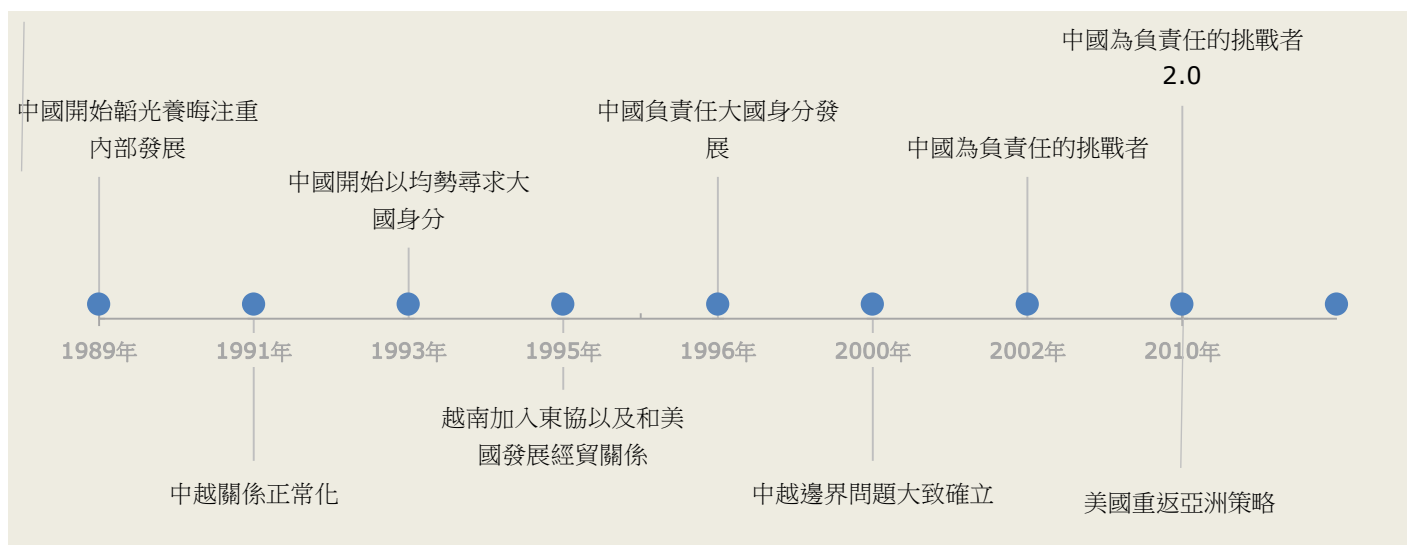 中國為負責任的挑戰者
2.0
中國開始韜光養晦注重
內部發展
中國負責任大國身分發
展
中國為負責任的挑戰者
中國開始以均勢尋求大
國身分
1989年
1991年
1993年
1995年
1996年
2000年
2002年
2010年
越南加入東協以及和美
國發展經貿關係
中越關係正常化
中越邊界問題大致確立
美國重返亞洲策略